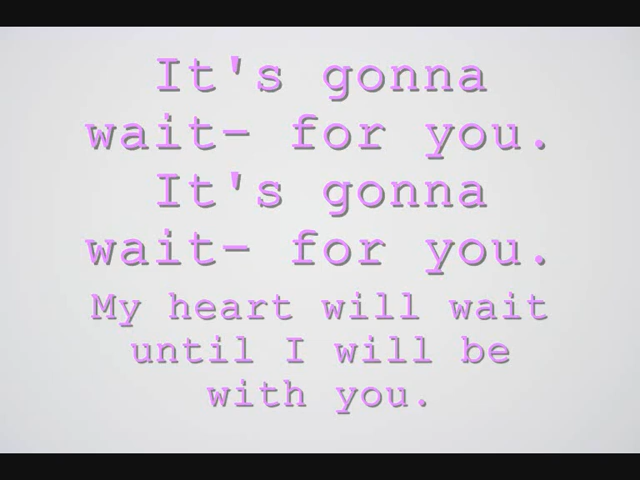 It's gonna
wait- for you.
It's gonna
wait- for you.
My heart will wait
until I will be
with you.